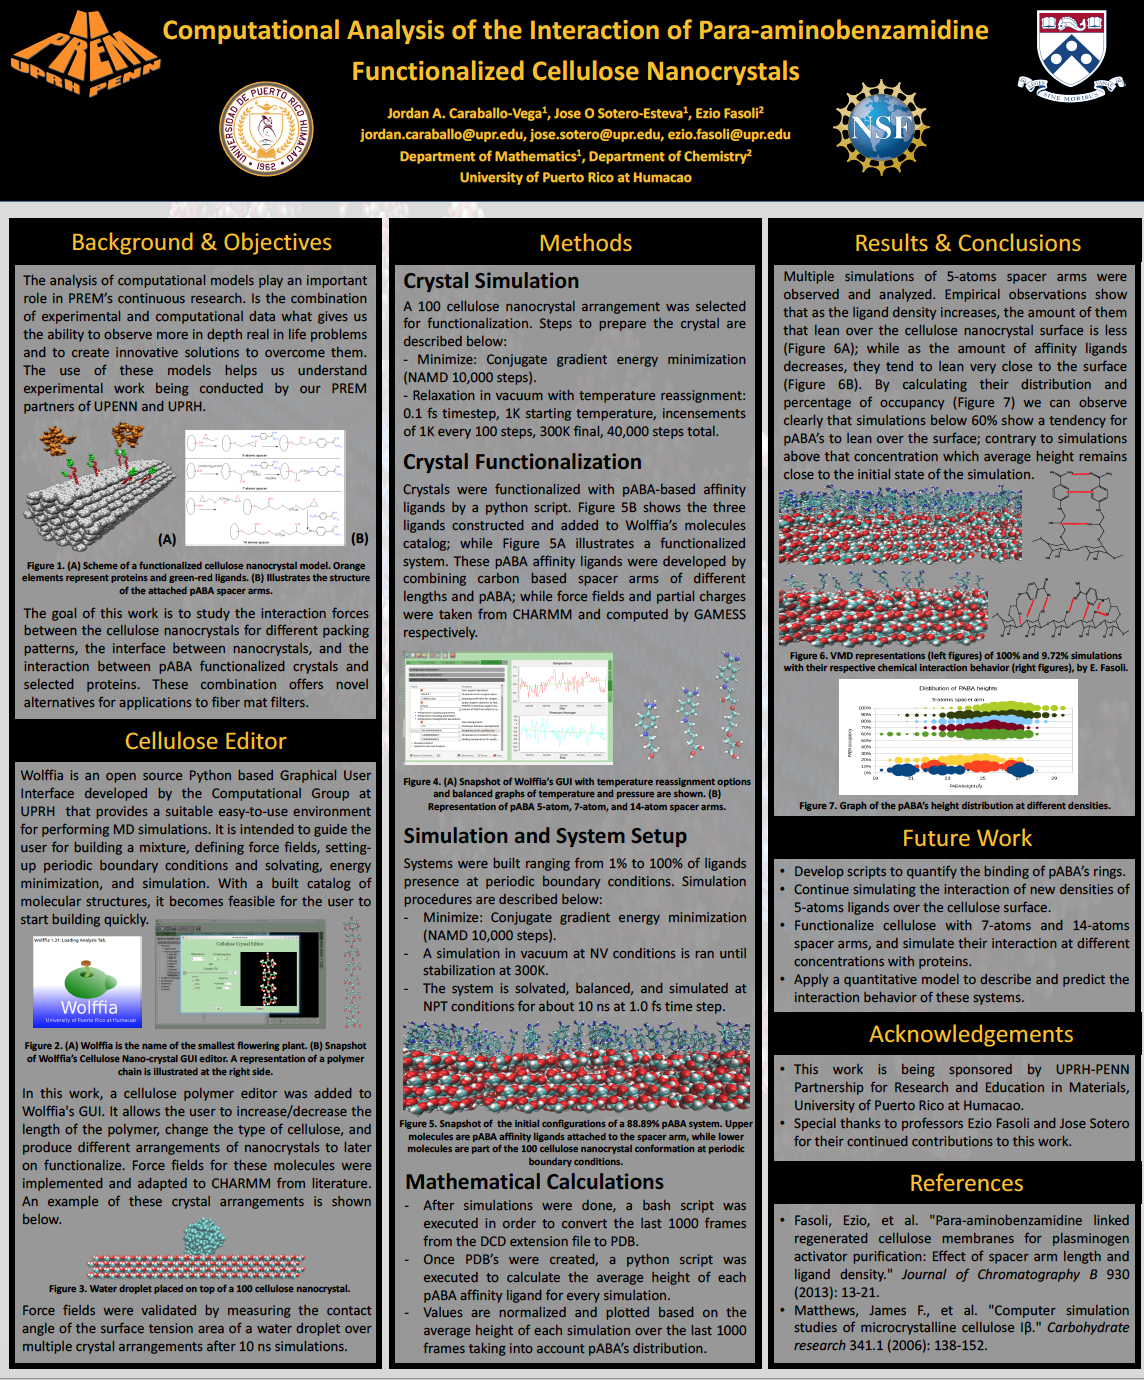 PREM
UPRH PENN
Computational Analysis of the Interaction of Para-aminobenzamidine
Functionalized Cellulose Nanocrystals
Jordan A. Caraballo-Vega1, Jose O Sotero-Esteva1, Ezio Fasoli2
jordan.caraballo@upr.edu, jose.sotero@upr.edu, ezio.fasoli@upr.edu
Department of Mathematics1, Department of Chemistry2
University of Puerto Rico at Humacao
UNIVERSIDAD DE PUERTO RICO HUMACAO
1962
NSF
SINE MORIBUS
Background & Objectives
The analysis of computational models play an important
role in PREM's continuous research. Is the combination
of experimental and computational data what gives us
the ability to observe more in depth real in life problems
and to create innovative solutions to overcome them.
The use of these models helps us understand
experimental work being conducted by our PREM
partners of UPENN and UPRH.
(A)
5 atoms spacer
7 atoms spacer
14 atoms spacer
(B)
Figure 1. (A) Scheme of a functionalized cellulose nanocrystal model. Orange
elements represent proteins and green-red ligands. (B) Illustrates the structure
of the attached pABA spacer arms.
The goal of this work is to study the interaction forces
between the cellulose nanocrystals for different packing
patterns, the interface between nanocrystals, and the
interaction between pABA functionalized crystals and
selected proteins. These combination offers novel
alternatives for applications to fiber mat filters.
Cellulose Editor
Wolffia is an open source Python based Graphical User
Interface developed by the Computational Group at
UPRH that provides a suitable easy-to-use environment
for performing MD simulations. It is intended to guide the
user for building a mixture, defining force fields, setting-
up periodic boundary conditions and solvating, energy
minimization, and simulation. With a built catalog of
molecular structures, it becomes feasible for the user to
start building quickly.
Wolffia 1.31: Loading Analysis Tab.
Wolffia
University of Puerto Rico at Humacao
Cellulose Crystal Editor
Figure 2. (A) Wolffia is the name of the smallest flowering plant. (B) Snapshot
of Wolffia's Cellulose Nano-crystal GUI editor. A representation of a polymer
chain is illustrated at the right side.
In this work, a cellulose polymer editor was added to
Wolffia's GUI. It allows the user to increase/decrease the
length of the polymer, change the type of cellulose, and
produce different arrangements of nanocrystals to later
on functionalize. Force fields for these molecules were
implemented and adapted to CHARMM from literature.
An example of these crystal arrangements is shown
below.
Figure 3. Water droplet placed on top of a 100 cellulose nanocrystal.
Force fields were validated by measuring the contact
angle of the surface tension area of a water droplet over
multiple crystal arrangements after 10 ns simulations.
Methods
Crystal Simulation
A 100 cellulose nanocrystal arrangement was selected
for functionalization. Steps to prepare the crystal are
described below:
- Minimize: Conjugate gradient energy minimization
(NAMD 10,000 steps).
- Relaxation in vacuum with temperature reassignment:
0.1 fs timestep, 1K starting temperature, incensements
of 1K every 100 steps, 300K final, 40,000 steps total.
Crystal Functionalization
Crystals were functionalized with pABA-based affinity
ligands by a python script. Figure 5B shows the three
ligands constructed and added to Wolffia's molecules
catalog; while Figure 5A illustrates a functionalized
system. These pABA affinity ligands were developed by
combining carbon based spacer arms of different
lengths and pABA; while force fields and partial charges
were taken from CHARMM and computed by GAMESS
respectively.
Temperature
Pressure Average
Figure 4. (A) Snapshot of Wolffia's GUI with temperature reassignment options
and balanced graphs of temperature and pressure are shown. (B)
Representation of pABA 5-atom, 7-atom, and 14-atom spacer arms.
Simulation and System Setup
Systems were built ranging from 1% to 100% of ligands
presence at periodic boundary conditions. Simulation
procedures are described below:
- Minimize: Conjugate gradient energy minimization
(NAMD 10,000 steps).
- A simulation in vacuum at NV conditions is ran until
stabilization at 300K.
- The system is solvated, balanced, and simulated at
NPT conditions for about 10 ns at 1.0 fs time step.
Figure 5. Snapshot of the initial configurations of a 88.89% pABA system. Upper
molecules are pABA affinity ligands attached to the spacer arm, while lower
molecules are part of the 100 cellulose nanocrystal conformation at periodic
boundary conditions.
Mathematical Calculations
- After simulations were done, a bash script was
executed in order to convert the last 1000 frames
from the DCD extension file to PDB.
- Once PDB's were created, a python script was
executed to calculate the average height of each
pABA affinity ligand for every simulation.
- Values are normalized and plotted based on the
average height of each simulation over the last 1000
frames taking into account pABA's distribution.
Results & Conclusions
Multiple simulations of 5-atoms spacer arms were
observed and analyzed. Empirical observations show
that as the ligand density increases, the amount of them
that lean over the cellulose nanocrystal surface is less
(Figure 6A); while as the amount of affinity ligands
decreases, they tend to lean very close to the surface
(Figure 6B). By calculating their distribution and
percentage of occupancy (Figure 7) we can observe
clearly that simulations below 60% show a tendency for
pABA's to lean over the surface; contrary to simulations
above that concentration which average height remains
close to the initial state of the simulation.
Figure 6. VMD representations (left figures) of 100% and 9.72% simulations
with their respective chemical interaction behavior (right figures), by E. Fasoli.
Distibution of PABA heights
5-atoms spacer arm
100%
90%
80%
70%
60%
50%
40%
30%
20%
10%
0%
19 21 23 25 27 29
PABA height (Å)
Figure 7. Graph of the pABA's height distribution at different densities.
Future Work
• Develop scripts to quantify the binding of pABA's rings.
• Continue simulating the interaction of new densities of
5-atoms ligands over the cellulose surface.
• Functionalize cellulose with 7-atoms and 14-atoms
spacer arms, and simulate their interaction at different
concentrations with proteins.
• Apply a quantitative model to describe and predict the
interaction behavior of these systems.
Acknowledgements
• This work is being sponsored by UPRH-PENN
Partnership for Research and Education in Materials,
University of Puerto Rico at Humacao.
• Special thanks to professors Ezio Fasoli and Jose Sotero
for their continued contributions to this work.
References
• Fasoli, Ezio, et al. "Para-aminobenzamidine linked
regenerated cellulose membranes for plasminogen
activator purification: Effect of spacer arm length and
ligand density." Journal of Chromatography B 930
(2013): 13-21.
• Matthews, James F., et al. "Computer simulation
studies of microcrystalline cellulose Iβ." Carbohydrate
research 341.1 (2006): 138-152.